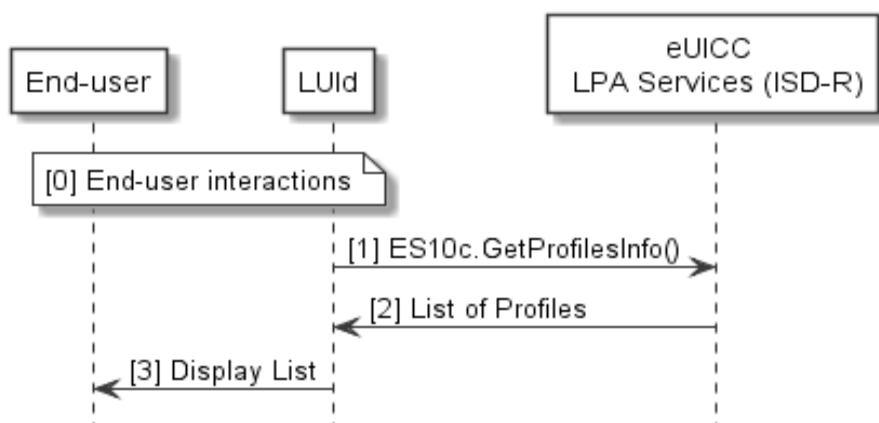 End-user
LUId
eUICC
LPA Services (ISD-R)
[0] End-user interactions
[1] ES10c.GetProfilesInfo()
[2] List of Profiles
[3] Display List